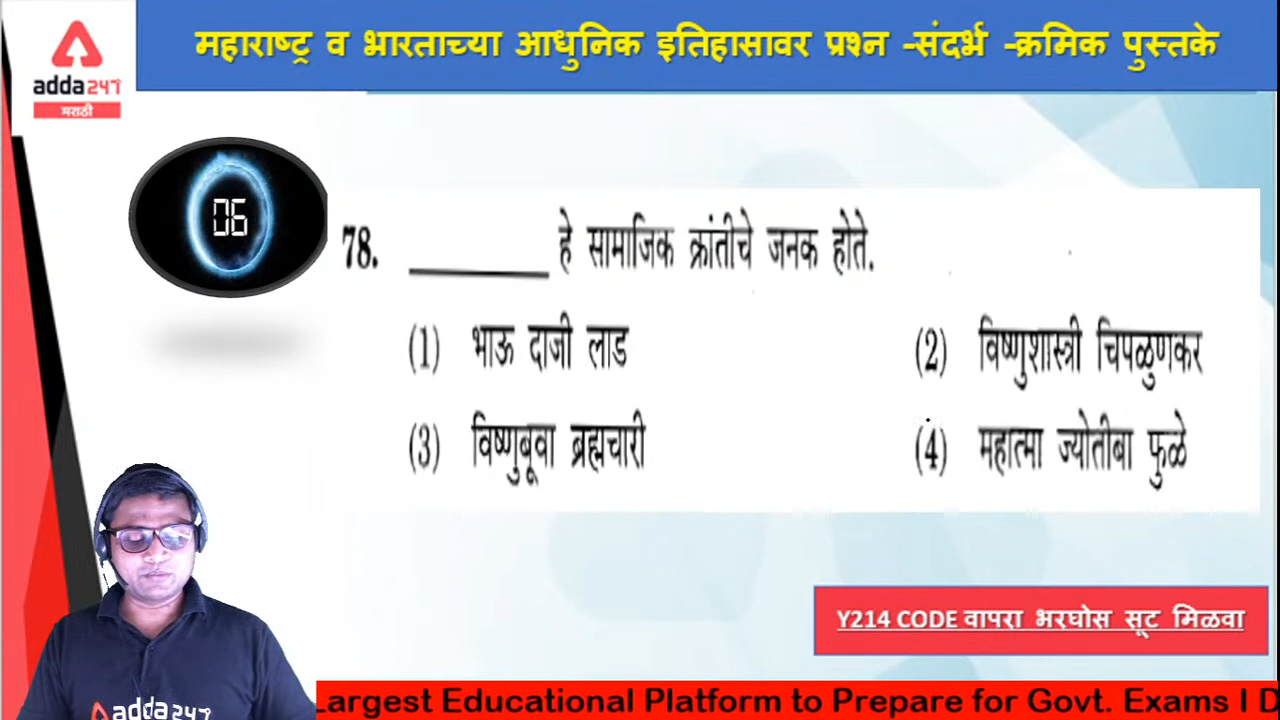 महाराष्ट्र व भारताच्या आधुनिक इतिहासावर प्रश्न -संदर्भ -क्रमिक पुस्तके
adda247
मराठी
06
78. ________ हे सामाजिक क्रांतीचे जनक होते.
(1) भाऊ दाजी लाड
(2) विष्णुशास्त्री चिपळुणकर
(3) विष्णुबूवा ब्रह्मचारी
(4) महात्मा ज्योतीबा फुळे
Y214 CODE वापरा भरघोस सूट मिळवा
adda247
Largest Educational Platform to Prepare for Govt. Exams I D